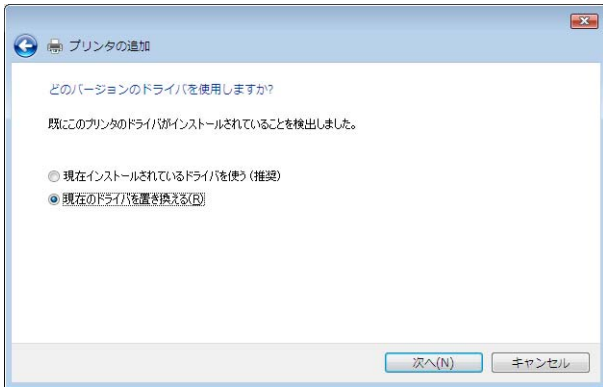 プリンタの追加
どのバージョンのドライバを使用しますか?
既にこのプリンタのドライバがインストールされていることを検出しました。
現在インストールされているドライバを使う(推奨)
現在のドライバを置き換える(R)
次へ(N)
キャンセル